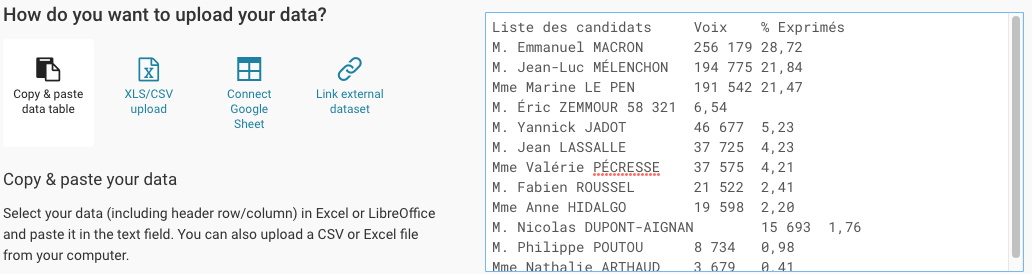 How do you want to upload your data?
Copy & paste data table
XLS/CSV upload
Connect Google Sheet
Link external dataset
Copy & paste your data
Select your data (including header row/column) in Excel or LibreOffice
and paste it in the text field. You can also upload a CSV or Excel file
from your computer.
Liste des candidats Voix % Exprimés
M. Emmanuel MACRON 256 179 28,72
M. Jean-Luc MÉLENCHON 194 775 21,84
Mme Marine LE PEN 191 542 21,47
M. Éric ZEMMOUR 58 321 6,54
M. Yannick JADOT 46 677 5,23
M. Jean LASSALLE 37 725 4,23
Mme Valérie PÉCRESSE 37 575 4,21
M. Fabien ROUSSEL 21 522 2,41
Mme Anne HIDALGO 19 598 2,20
M. Nicolas DUPONT-AIGNAN 15 693 1,76
M. Philippe POUTOU 8 734 0,98
Mme Nathalie ARTHAUD 3 679 0,41